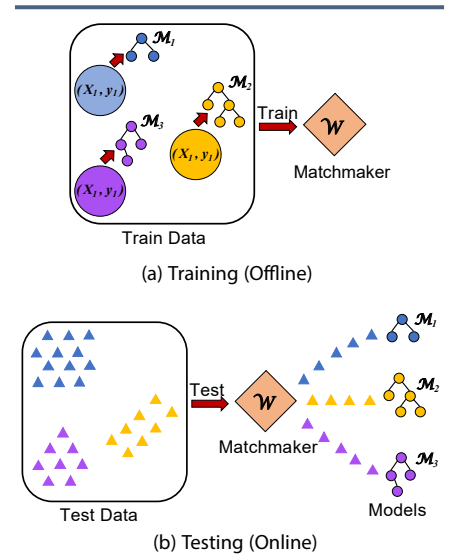 𝓜1
(X1, y1)
𝓜2
𝓜3
(X1, y1)
(X1, y1)
Train
𝓦
Matchmaker
Train Data
(a) Training (Offline)
𝓜1
Test
𝓦
𝓜2
Matchmaker
𝓜3
Test Data
Models
(b) Testing (Online)